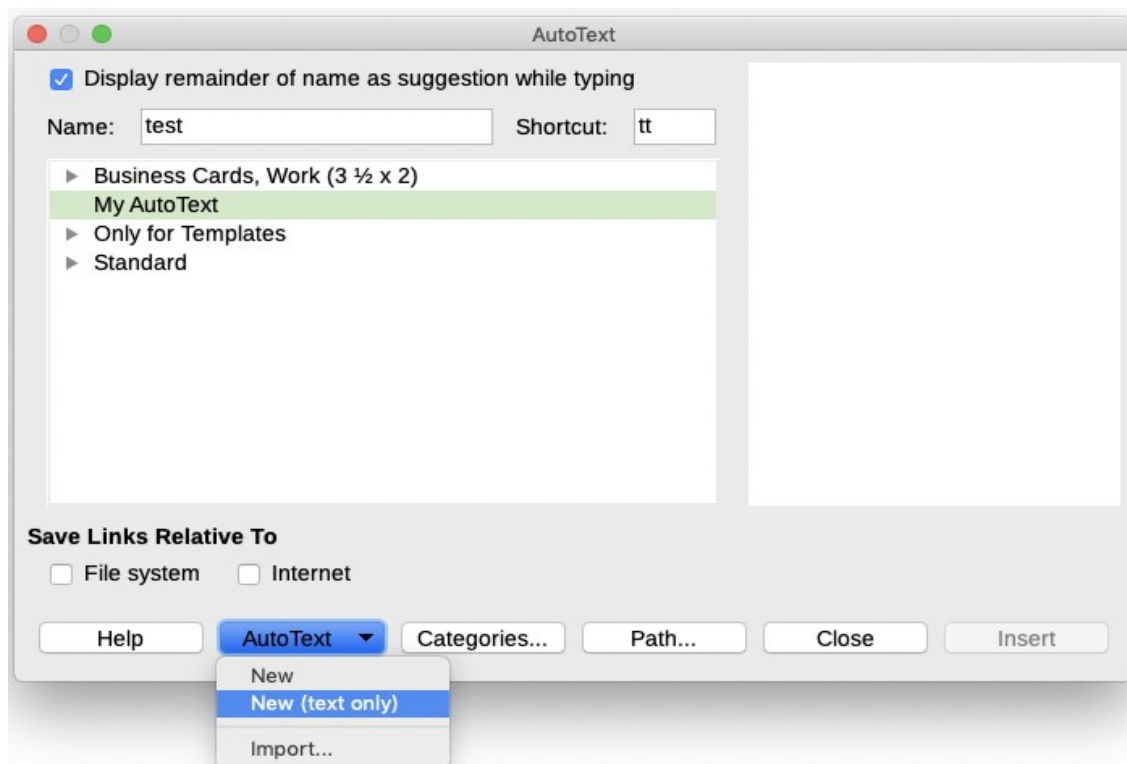 AutoText
Display remainder of name as suggestion while typing
Name: test Shortcut: tt
Business Cards, Work (3 ½ x 2)
My AutoText
Only for Templates
Standard
Save Links Relative To
File system Internet
Help AutoText Categories... Path... Close Insert
New
New (text only)
Import...